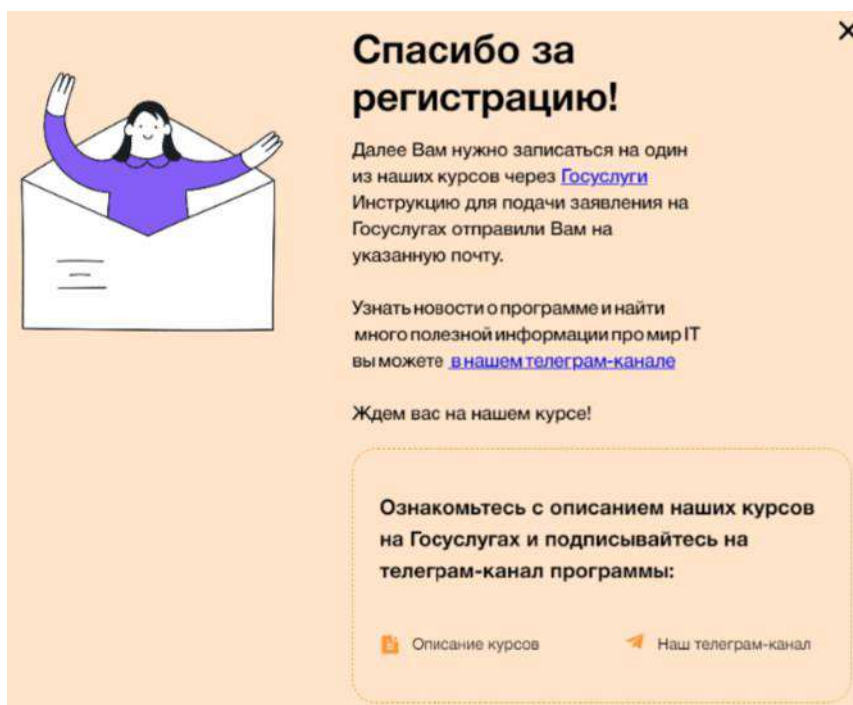 Спасибо за
регистрацию!
Далее Вам нужно записаться на один
из наших курсов через Госуслуги
Инструкцию для подачи заявления на
Госуслугах отправили Вам на
указанную почту.
Узнать новости о программе и найти
много полезной информации про мир IT
вы можете в нашем телеграм-канале
Ждем вас на нашем курсе!
Ознакомьтесь с описанием наших курсов
на Госуслугах и подписывайтесь на
телеграм-канал программы:
Описание курсов
Наш телеграм-канал